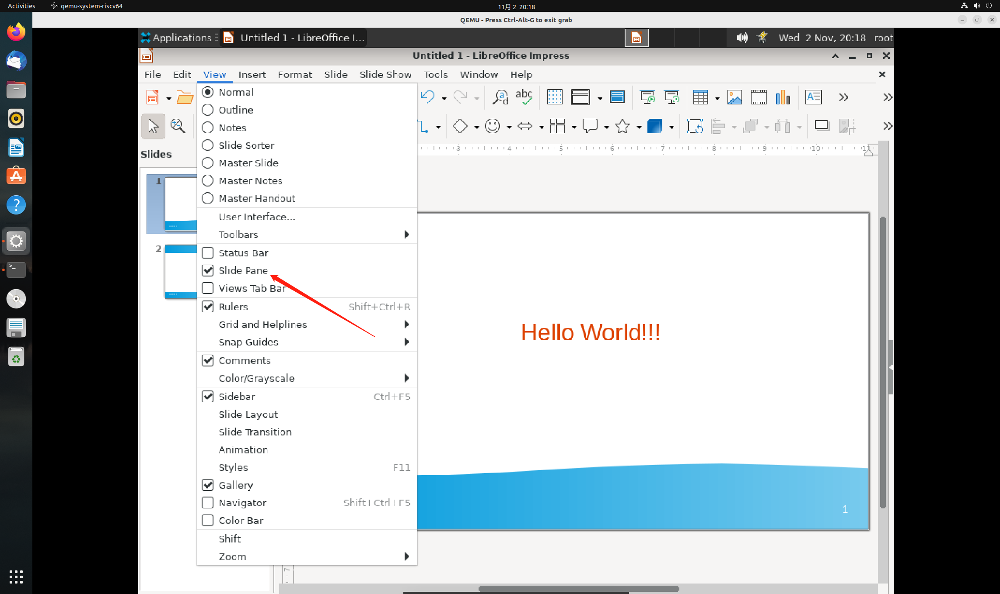 Activities qemu-system-riscv64 11月 2 20:18
QEMU - Press Ctrl-Alt-G to exit grab
Applications Untitled 1 - LibreOffice I... Wed 2 Nov, 20:18 root
Untitled 1 - LibreOffice Impress
File Edit View Insert Format Slide Slide Show Tools Window Help
Normal
Outline
Notes
Slide Sorter
Master Slide
Master Notes
Master Handout
User Interface...
Toolbars
Status Bar
Slide Pane
Views Tab Bar
Rulers Shift+Ctrl+R
Grid and Helplines
Snap Guides
Comments
Color/Grayscale
Sidebar Ctrl+F5
Slide Layout
Slide Transition
Animation
Styles F11
Gallery
Navigator Shift+Ctrl+F5
Color Bar
Shift
Zoom
Slides
1
2
abc
3 4 5 6 7 8 9 10 11
Hello World!!!
1
7